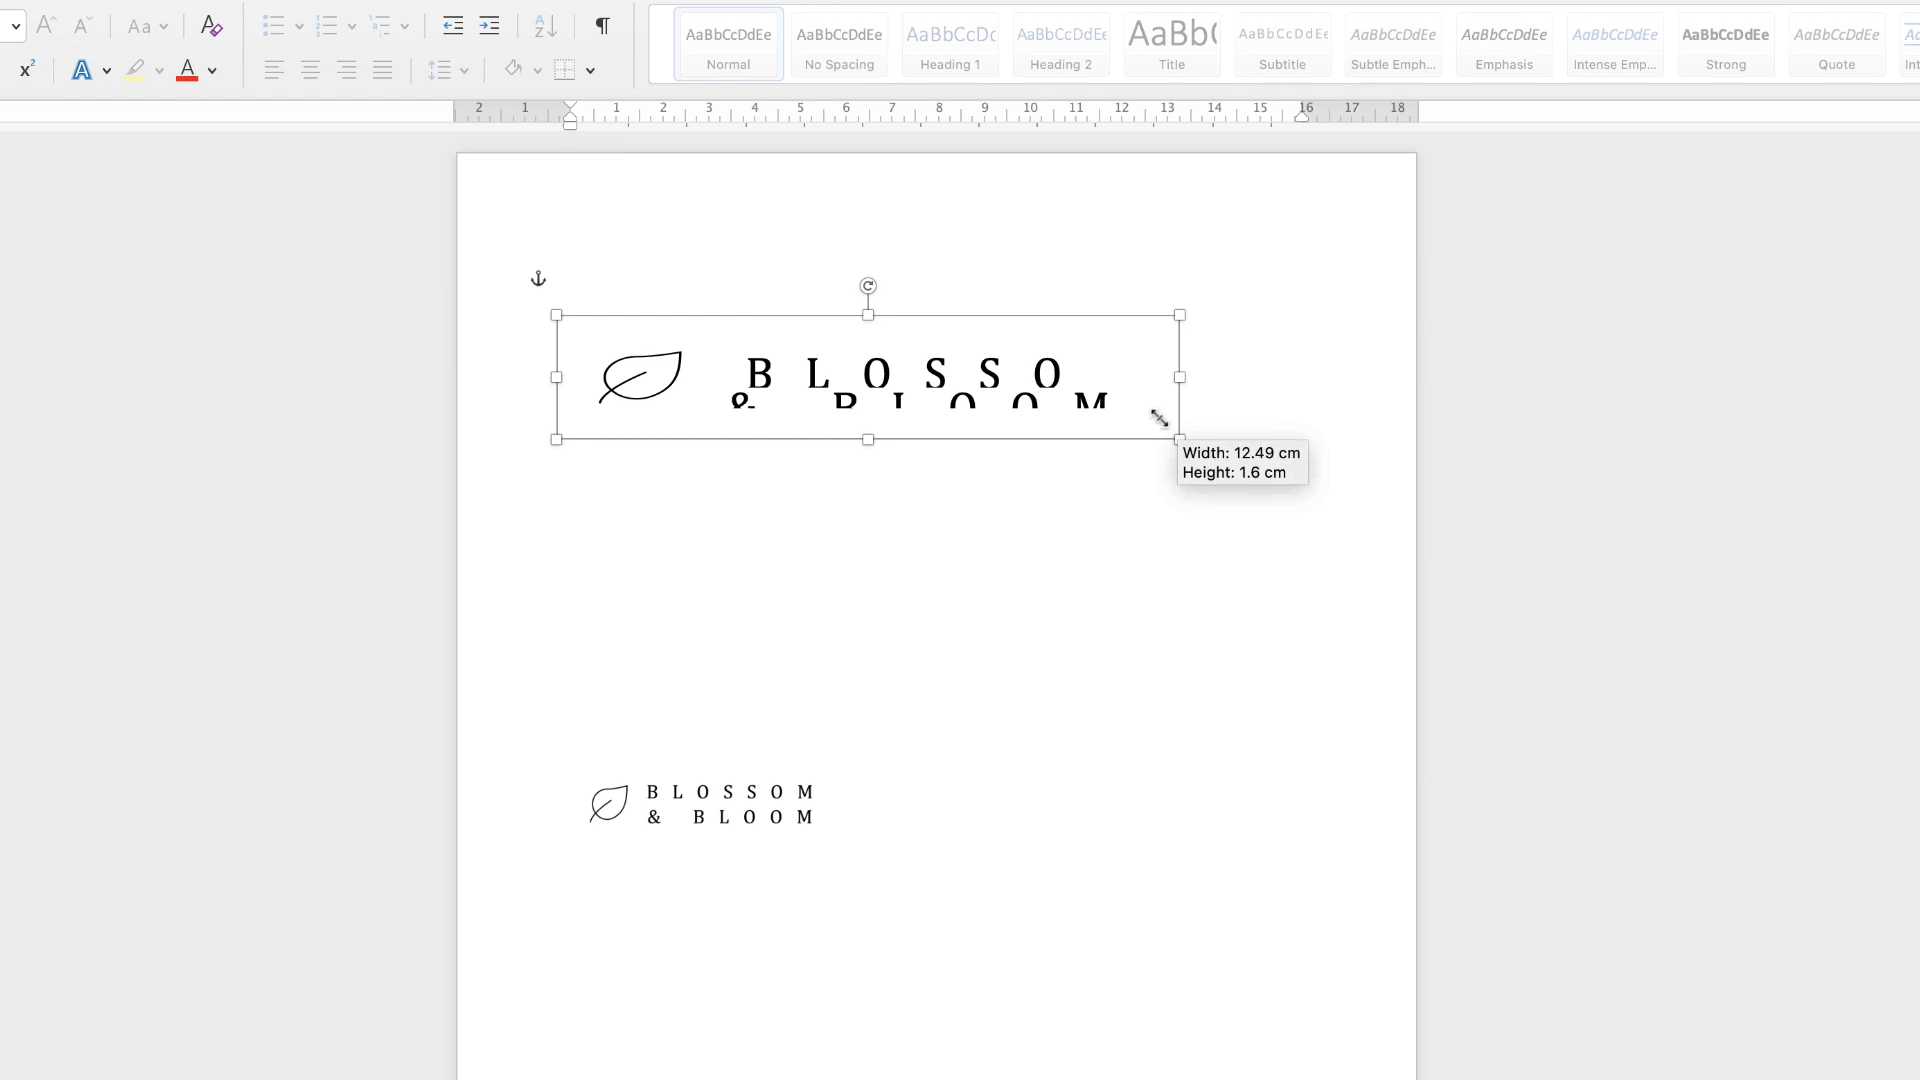 Aa
A
x²
A
A
A
Z
¶
AaBbCcDdEe
Normal
AaBbCcDdEe
No Spacing
AaBbCcDc
Heading 1
AaBbCcDdEe
Heading 2
AaBb(
Title
AaBbCcDdEe
Subtitle
AaBbCcDdEe
Subtle Emph...
AaBbCcDdEe
Emphasis
AaBbCcDdEe
Intense Emp...
AaBbCcDdEe
Strong
AaBbCcDdEe
Quote
2 1 1 2 3 4 5 6 7 8 9 10 11 12 13 14 15 16 17 18
B L O S S O
& B L O O M
Width: 12.49 cm
Height: 1.6 cm
B L O S S O M
& B L O O M